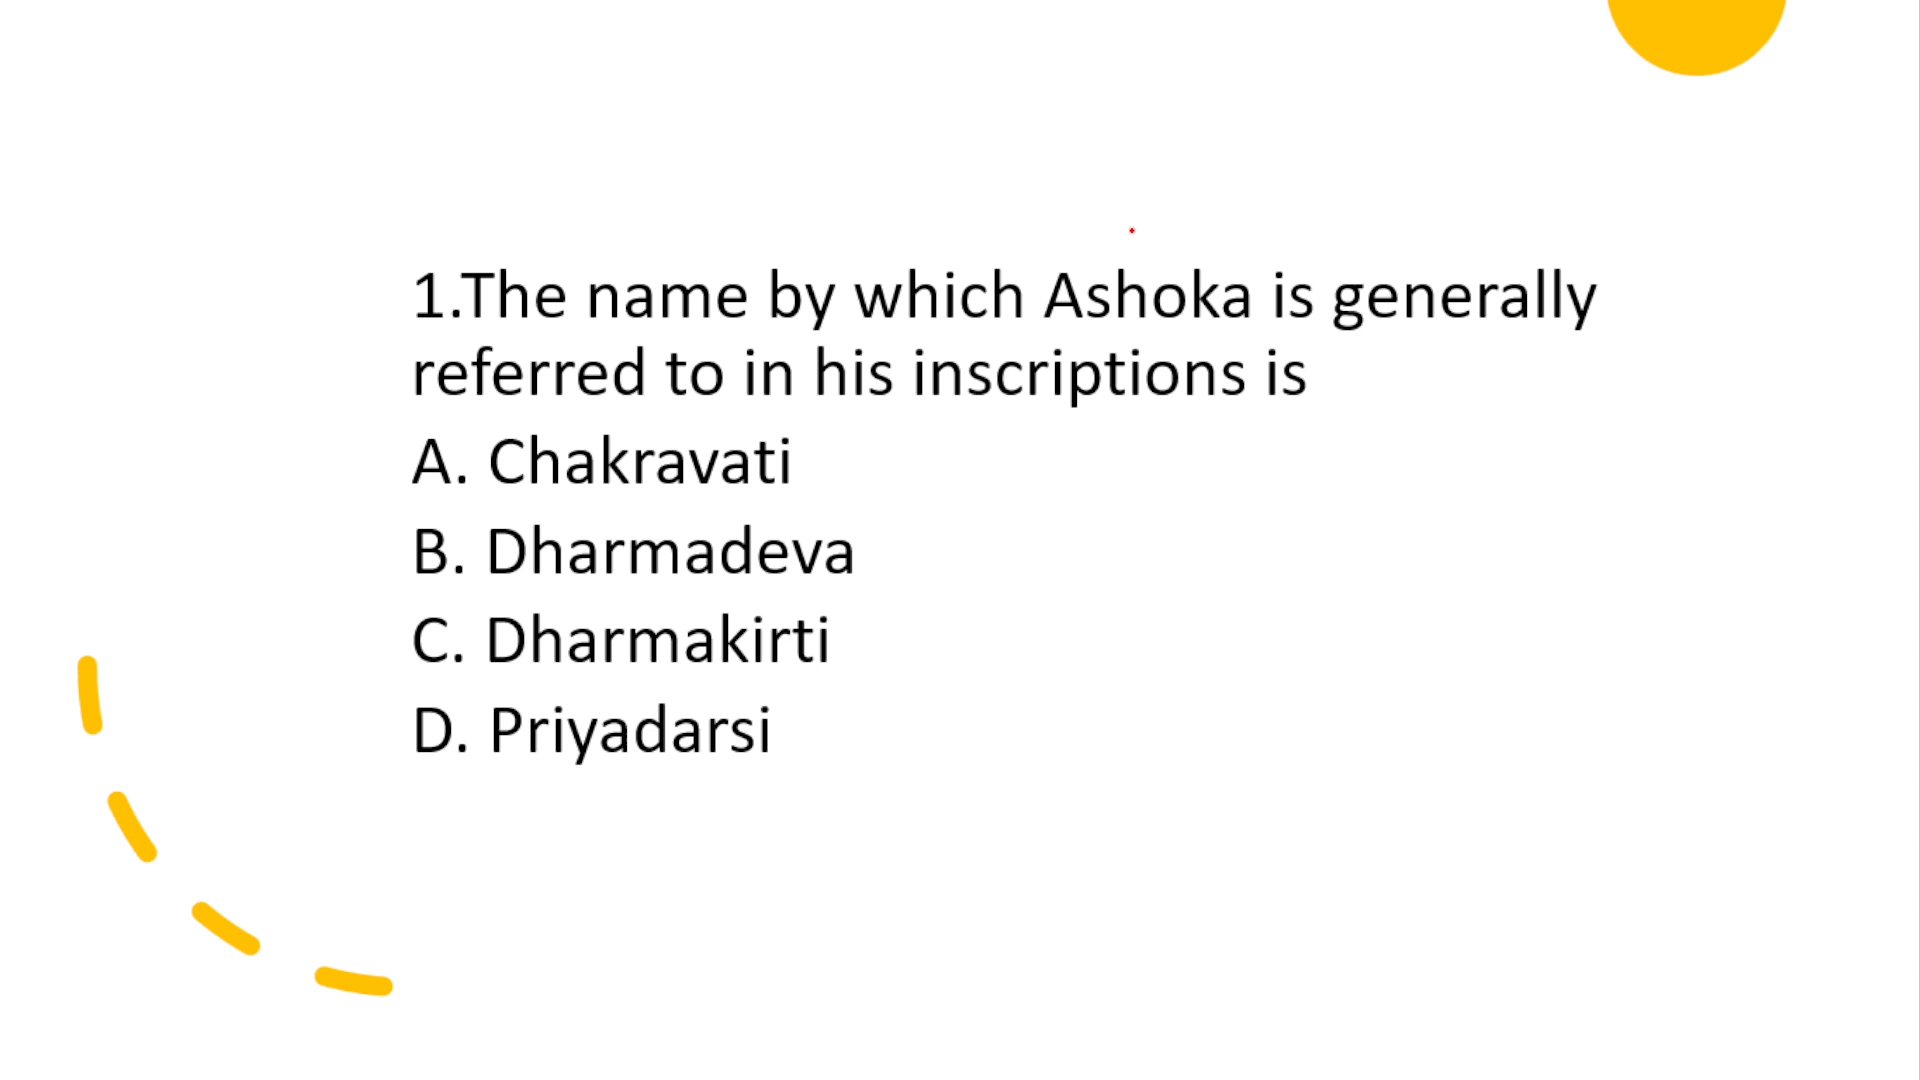 1.The name by which Ashoka is generally
referred to in his inscriptions is
A. Chakravati
B. Dharmadeva
C. Dharmakirti
D. Priyadarsi